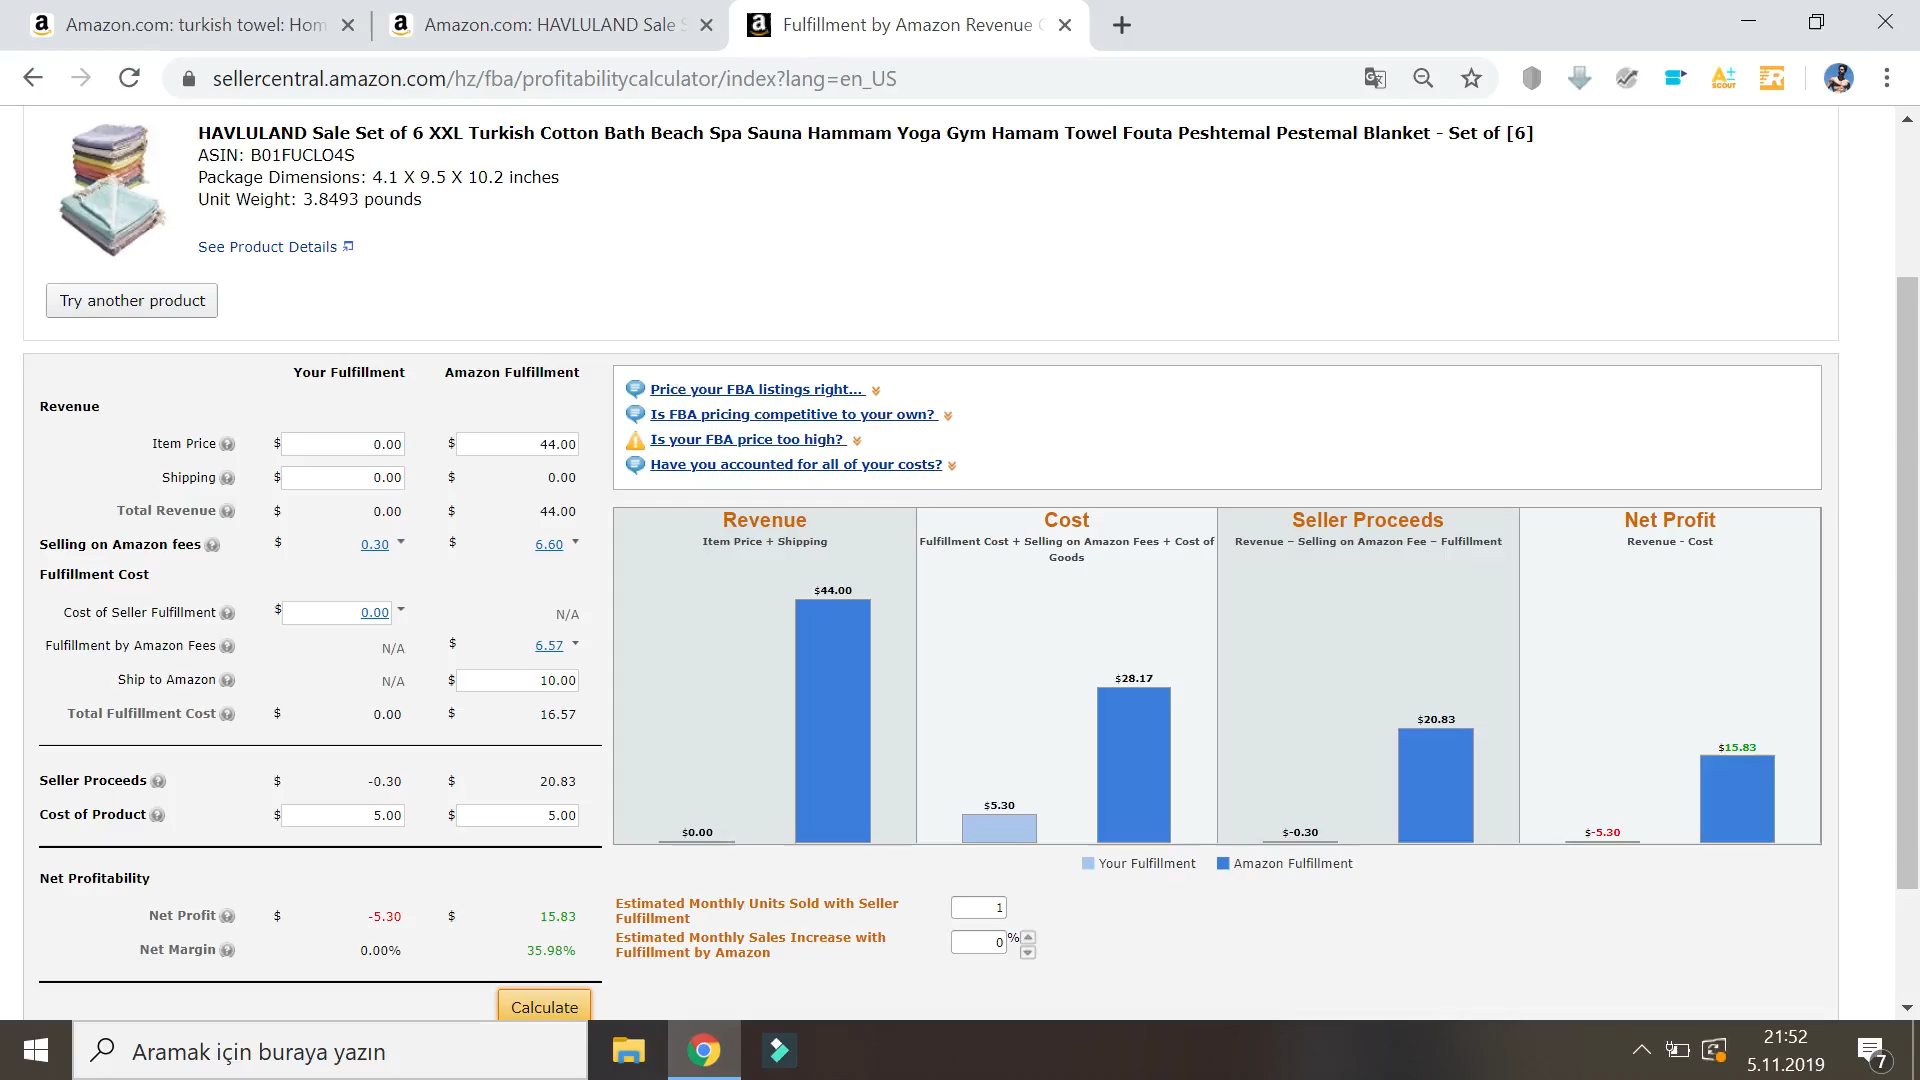 Amazon.com: turkish towel: Hom
Amazon.com: HAVLULAND Sale S
Fulfillment by Amazon Revenue C
sellercentral.amazon.com/hz/fba/profitabilitycalculator/index?lang=en_US
HAVLULAND Sale Set of 6 XXL Turkish Cotton Bath Beach Spa Sauna Hammam Yoga Gym Hamam Towel Fouta Peshtemal Pestemal Blanket - Set of [6]
ASIN: B01FUCLO4S
Package Dimensions: 4.1 X 9.5 X 10.2 inches
Unit Weight: 3.8493 pounds
See Product Details
Try another product
Your Fulfillment Amazon Fulfillment
Revenue
Item Price $ 0.00 $ 44.00
Shipping $ 0.00 $ 0.00
Total Revenue $ 0.00 $ 44.00
Selling on Amazon fees $ 0.30 $ 6.60
Fulfillment Cost
Cost of Seller Fulfillment $ 0.00 N/A
Fulfillment by Amazon Fees N/A $ 6.57
Ship to Amazon N/A $ 10.00
Total Fulfillment Cost $ 0.00 $ 16.57
Seller Proceeds $ -0.30 $ 20.83
Cost of Product $ 5.00 $ 5.00
Net Profitability
Net Profit $ -5.30 $ 15.83
Net Margin 0.00% 35.98%
Calculate
Price your FBA listings right...
Is FBA pricing competitive to your own?
Is your FBA price too high?
Have you accounted for all of your costs?
Revenue
Item Price + Shipping
$0.00
$44.00
Cost
Fulfillment Cost + Selling on Amazon Fees + Cost of
Goods
$5.30
$28.17
Seller Proceeds
Revenue − Selling on Amazon Fee − Fulfillment
$-0.30
$20.83
Net Profit
Revenue - Cost
$-5.30
$15.83
Your Fulfillment Amazon Fulfillment
Estimated Monthly Units Sold with Seller
Fulfillment
1
Estimated Monthly Sales Increase with
Fulfillment by Amazon
0 %
Aramak için buraya yazın
21:52
5.11.2019
7